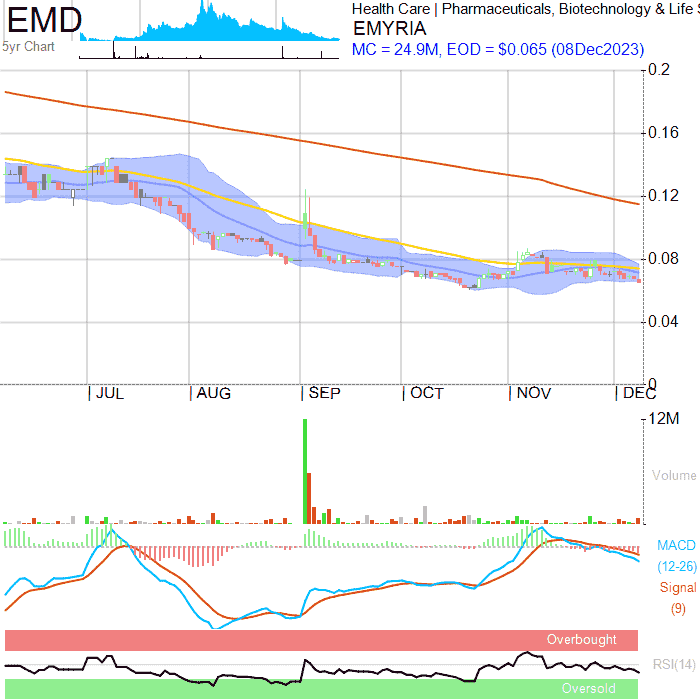 EMD
5yr Chart
Health Care | Pharmaceuticals, Biotechnology & Life
EMYRIA
MC = 24.9M, EOD = $0.065 (08Dec2023)
0.2
0.16
0.12
0.08
0.04
0
JUL AUG SEP OCT NOV DEC
12M
Volume
MACD
(12-26)
Signal
(9)
Overbought
RSI(14)
Oversold